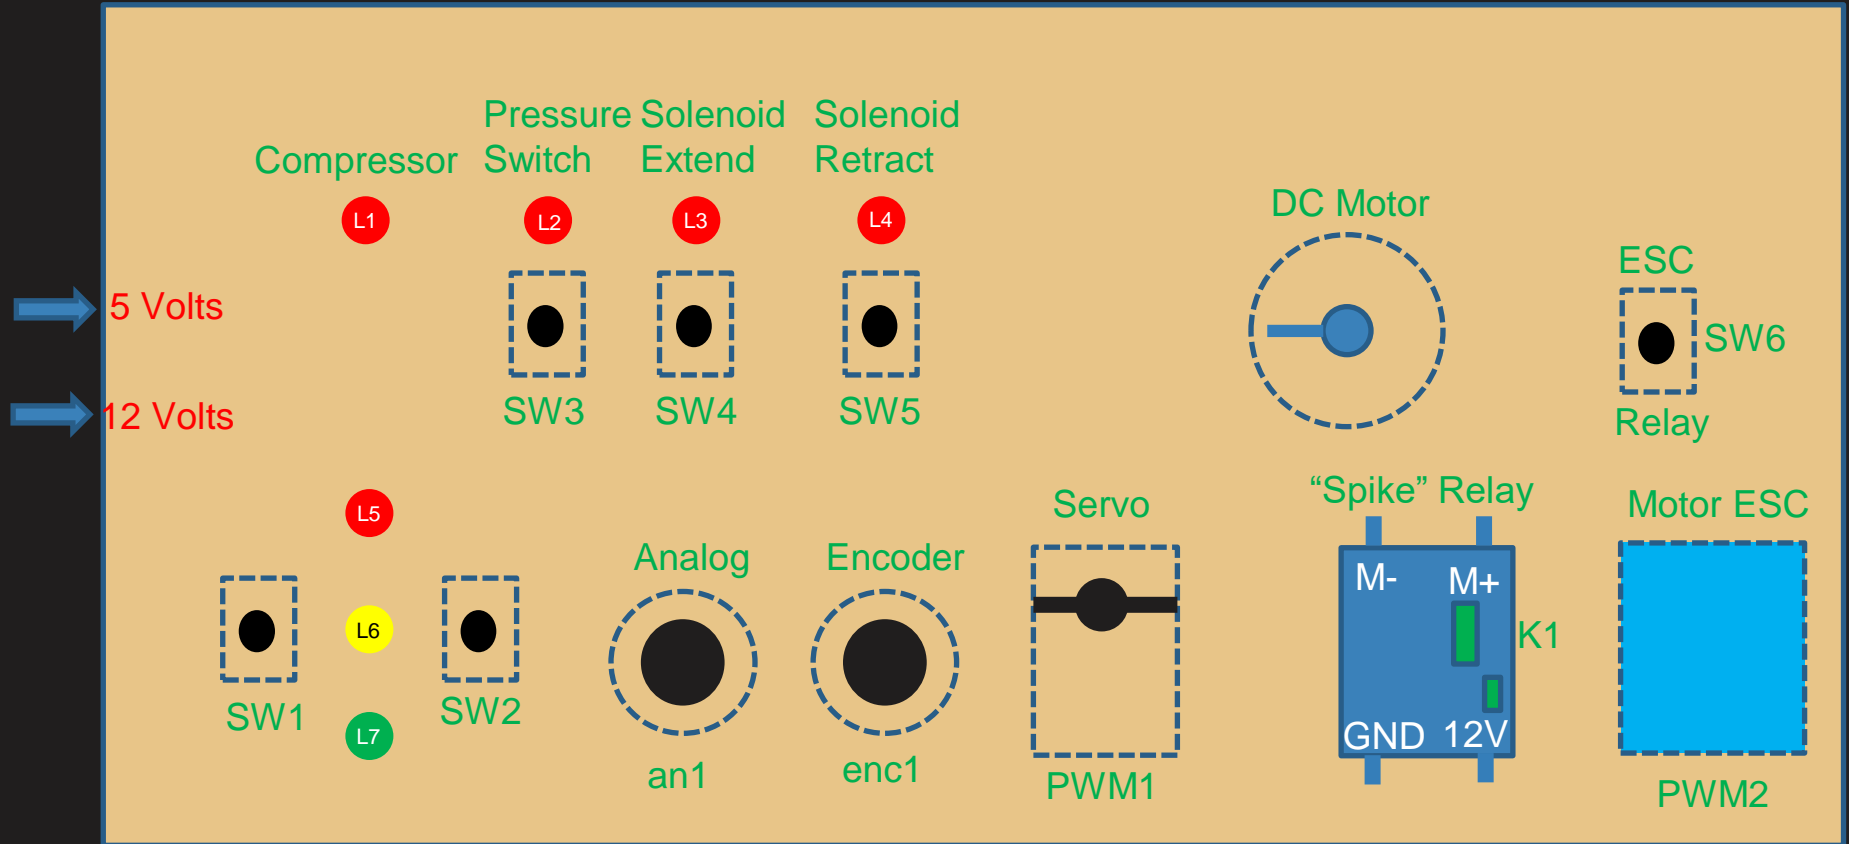 Compressor
Pressure
Switch
Solenoid
Extend
Solenoid
Retract
L1
L2
L3
L4
DC Motor
5 Volts
12 Volts
SW3
SW4
SW5
ESC
SW6
Relay
L5
L6
L7
SW1
SW2
Analog
an1
Encoder
enc1
Servo
PWM1
“Spike” Relay
M-
M+
K1
GND
12V
Motor ESC
PWM2